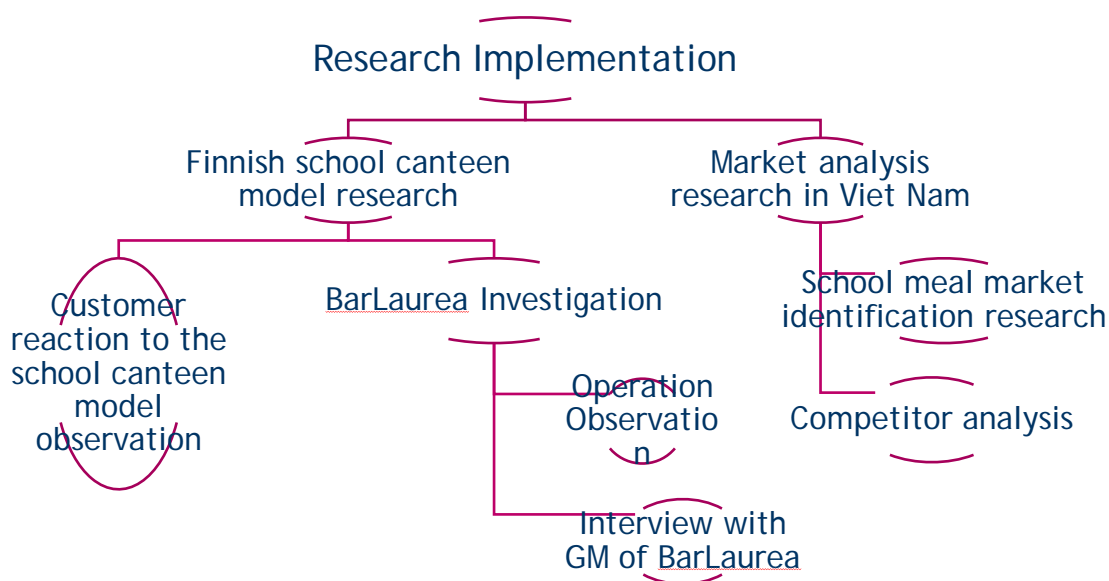 Research Implementation
Finnish school canteen
model research
Market analysis
research in Viet Nam
Customer
reaction to the
school canteen
model
observation
BarLaurea Investigation
Operation
Observatio
n
Interview with
GM of BarLaurea
School meal market
identification research
Competitor analysis